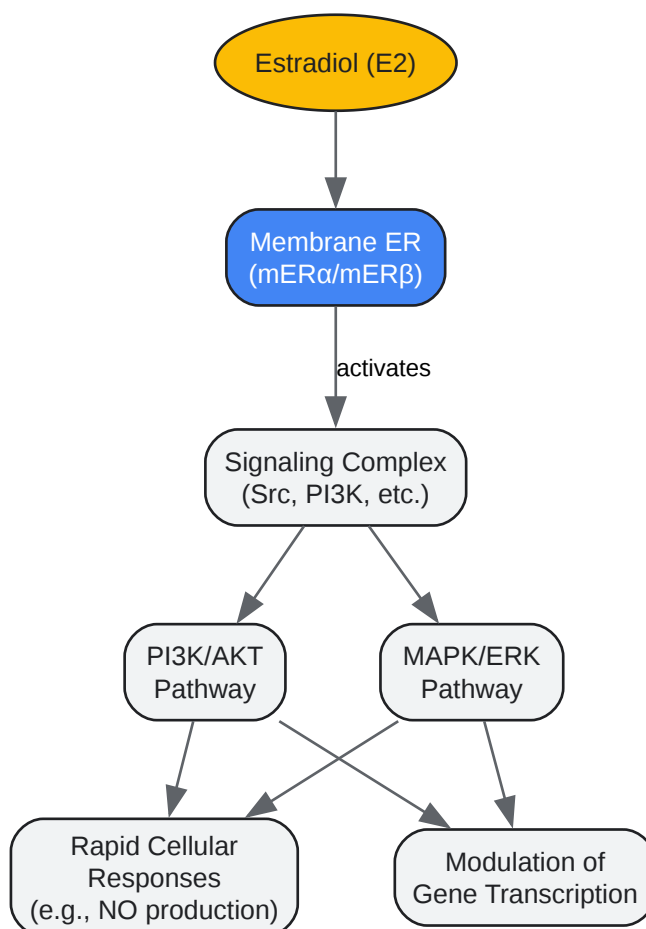 Estradiol (E2)
Membrane ER
(mERα/mERβ)
activates
Signaling Complex
(Src, PI3K, etc.)
PI3K/AKT
Pathway
MAPK/ERK
Pathway
Rapid Cellular
Responses
(e.g., NO production)
Modulation of
Gene Transcription